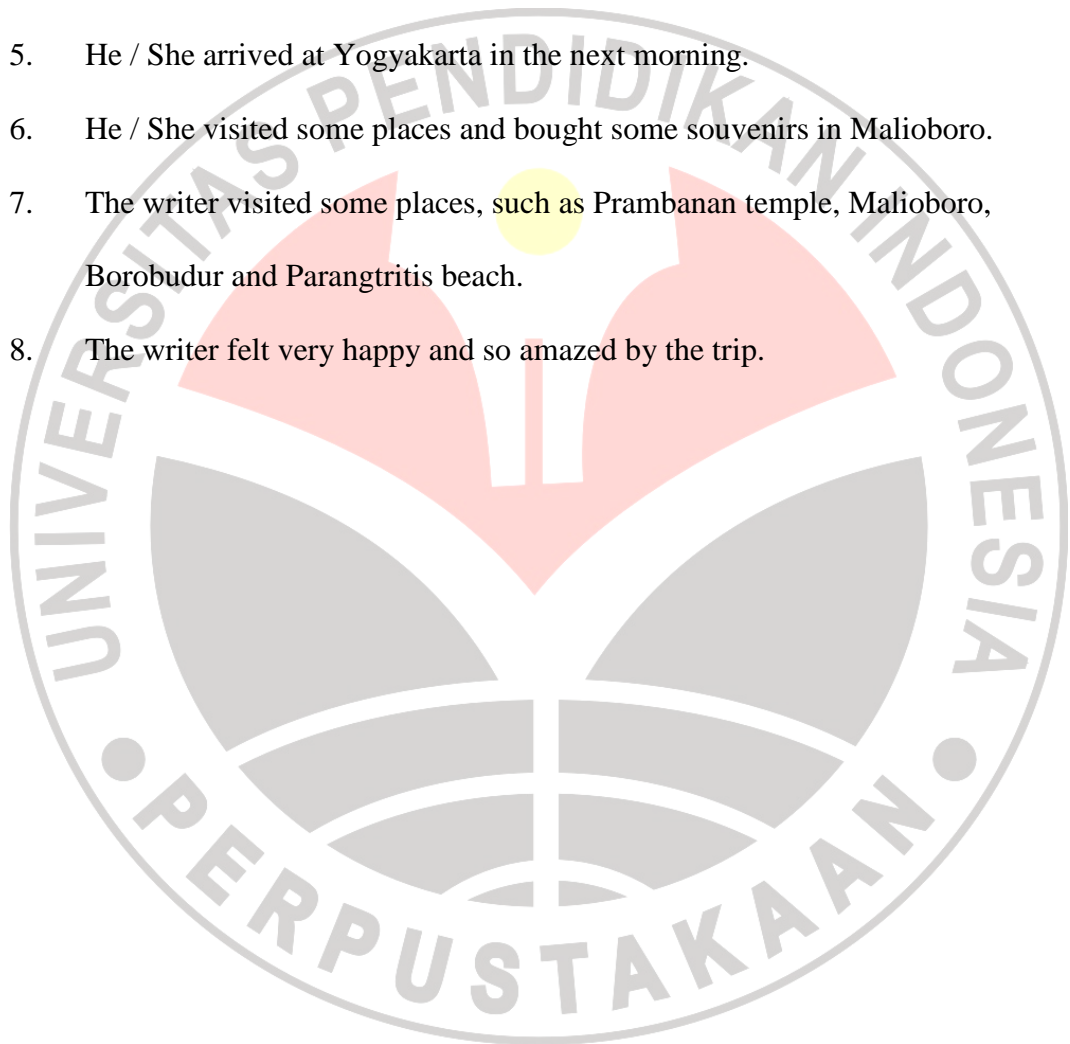 5. He / She arrived at Yogyakarta in the next morning.
6. He / She visited some places and bought some souvenirs in Malioboro.
7. The writer visited some places, such as Prambanan temple, Malioboro,
Borobudur and Parangtritis beach.
8. The writer felt very happy and so amazed by the trip.
UNIVERSITAS PENDIDIKAN INDONESIA
PERPUSTAKAAN